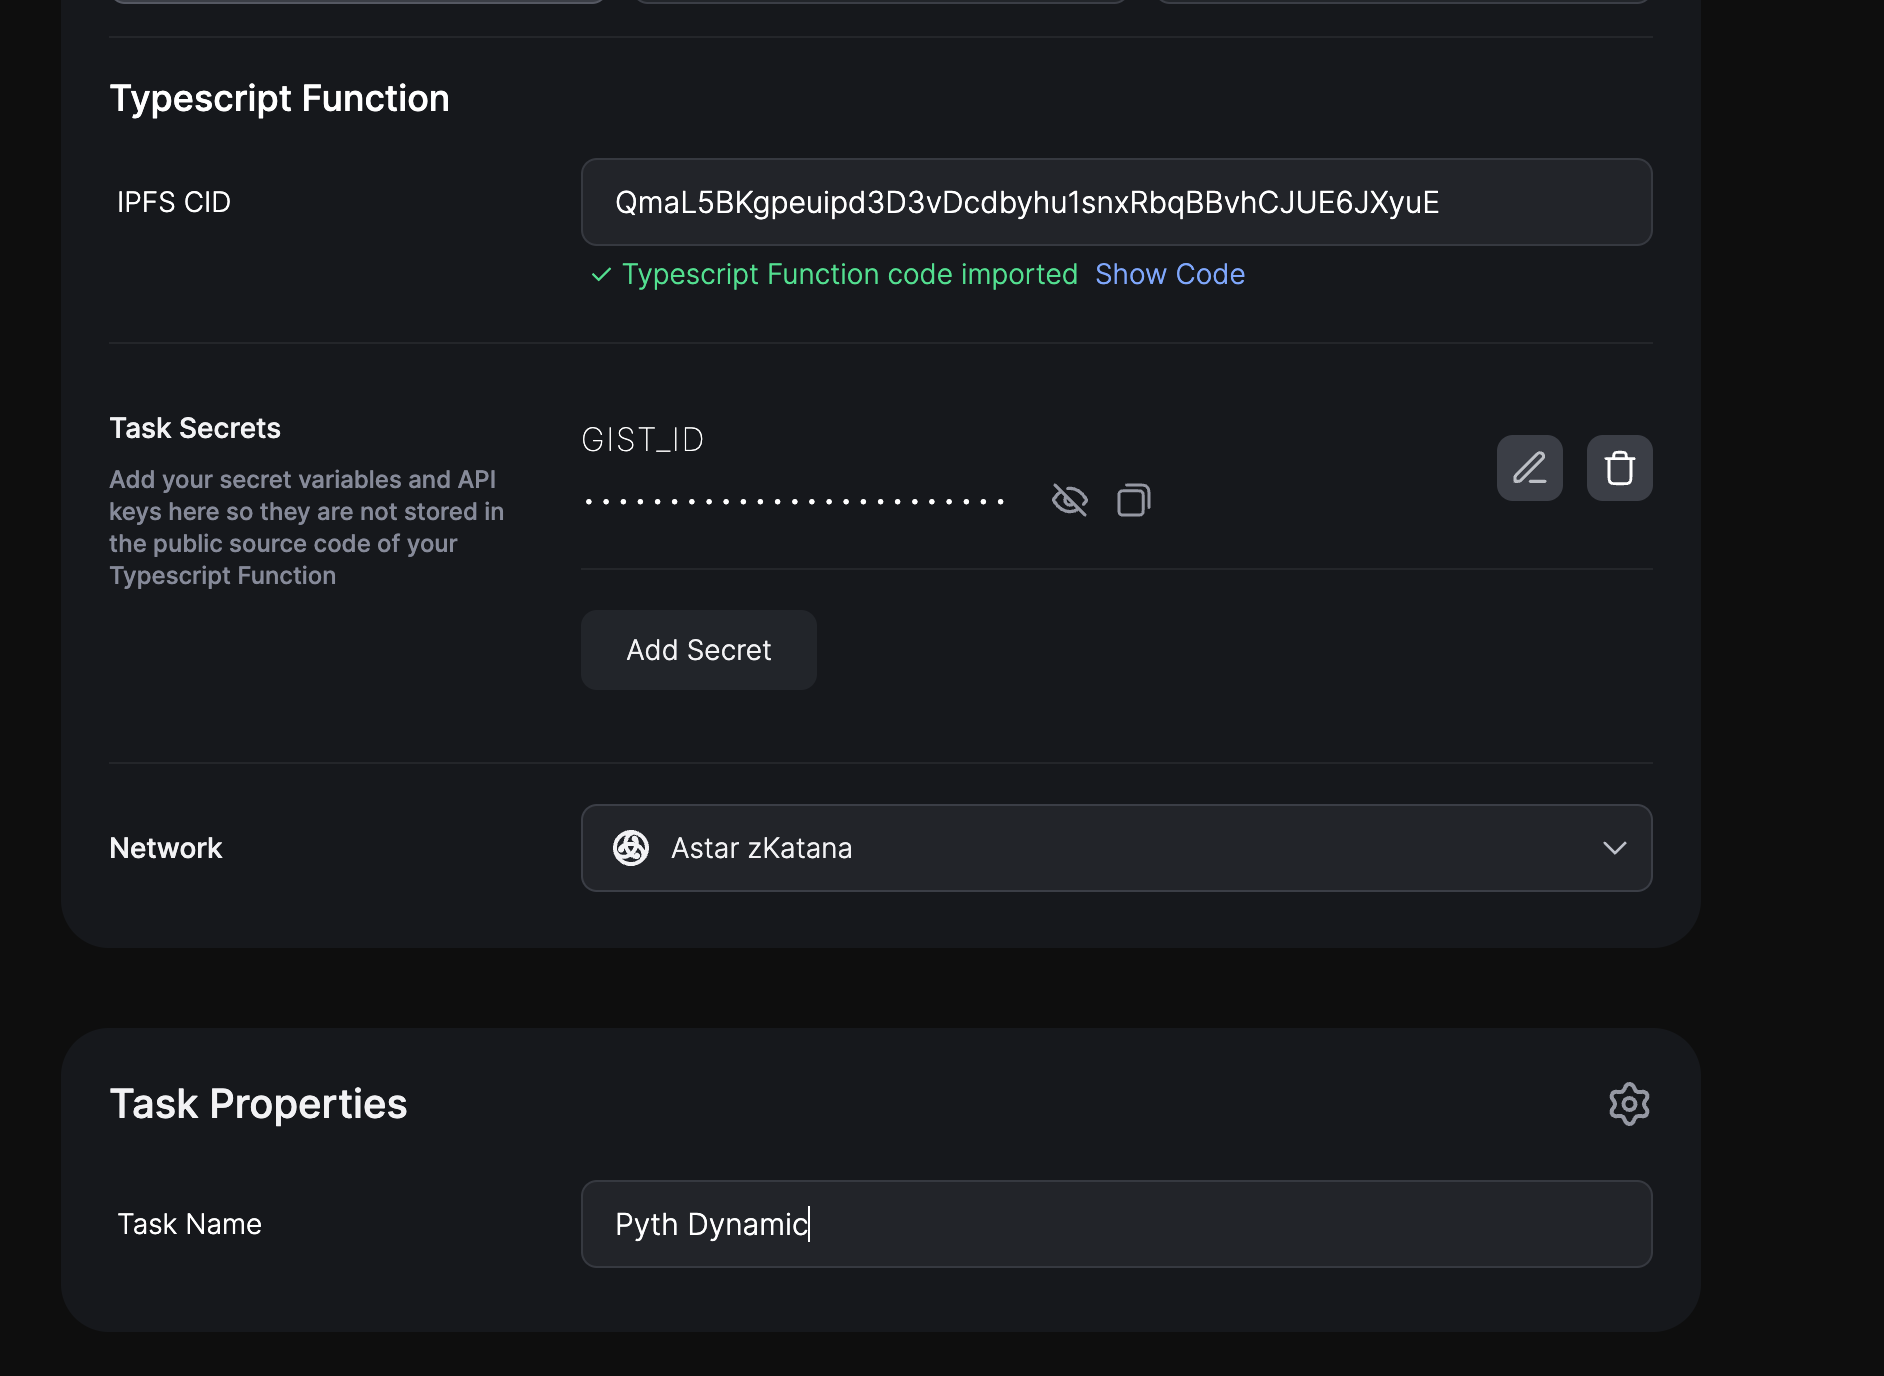 Typescript Function
IPFS CID
QmaL5BKgpeuipd3D3vDcdbyhu1snxRbqBBvhCJUE6JXyuE
Typescript Function code imported Show Code
Task Secrets
Add your secret variables and API
keys here so they are not stored in
the public source code of your
Typescript Function
GIST_ID
Add Secret
Network
Astar zKatana
Task Properties
Task Name
Pyth Dynamic